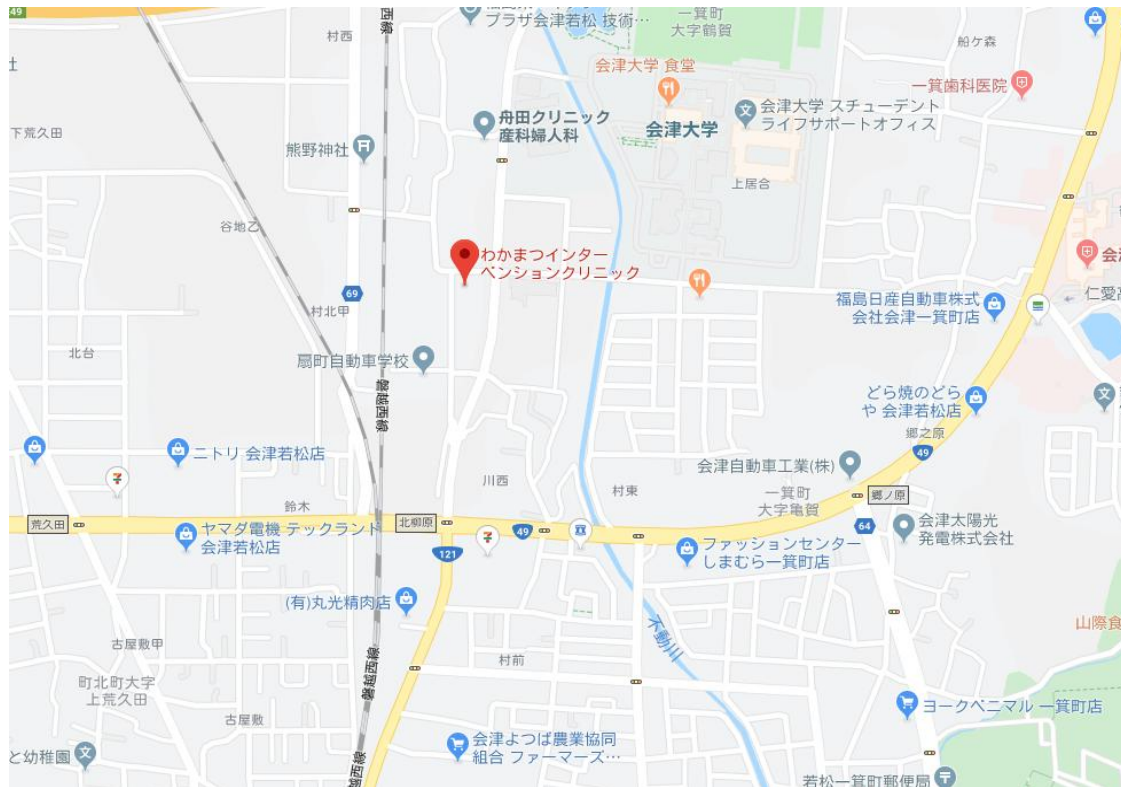 49
村西
磐越西線
プラザ会津若松 技術…
一箕町
大字鶴賀
船ケ森
会津大学 食堂
一箕歯科医院
舟田クリニック
産科婦人科
会津大学
会津大学 スチューデント
ライフサポートオフィス
下荒久田
熊野神社
上居合
谷地乙
わかまつインター
ベンションクリニック
69
村北甲
福島日産自動車株式
会社会津一箕町店
仁愛高
北台
扇町自動車学校
磐越西線
どら焼のどら
や 会津若松店
郷之原
49
ニトリ 会津若松店
川西
村東
会津自動車工業(株)
一箕町
大字亀賀
郷ノ原
鈴木
荒久田
北柳原
49
64
ヤマダ電機 テックランド
会津若松店
121
ファッションセンター
しまむら一箕町店
会津太陽光
発電株式会社
(有)丸光精肉店
不動川
山際食
古屋敷甲
村前
磐越西線
町北町大字
上荒久田
古屋敷
ヨークベニマル 一箕町店
会津よつば農業協同
組合 ファーマーズ…
と幼稚園
越西線
若松一箕町郵便局